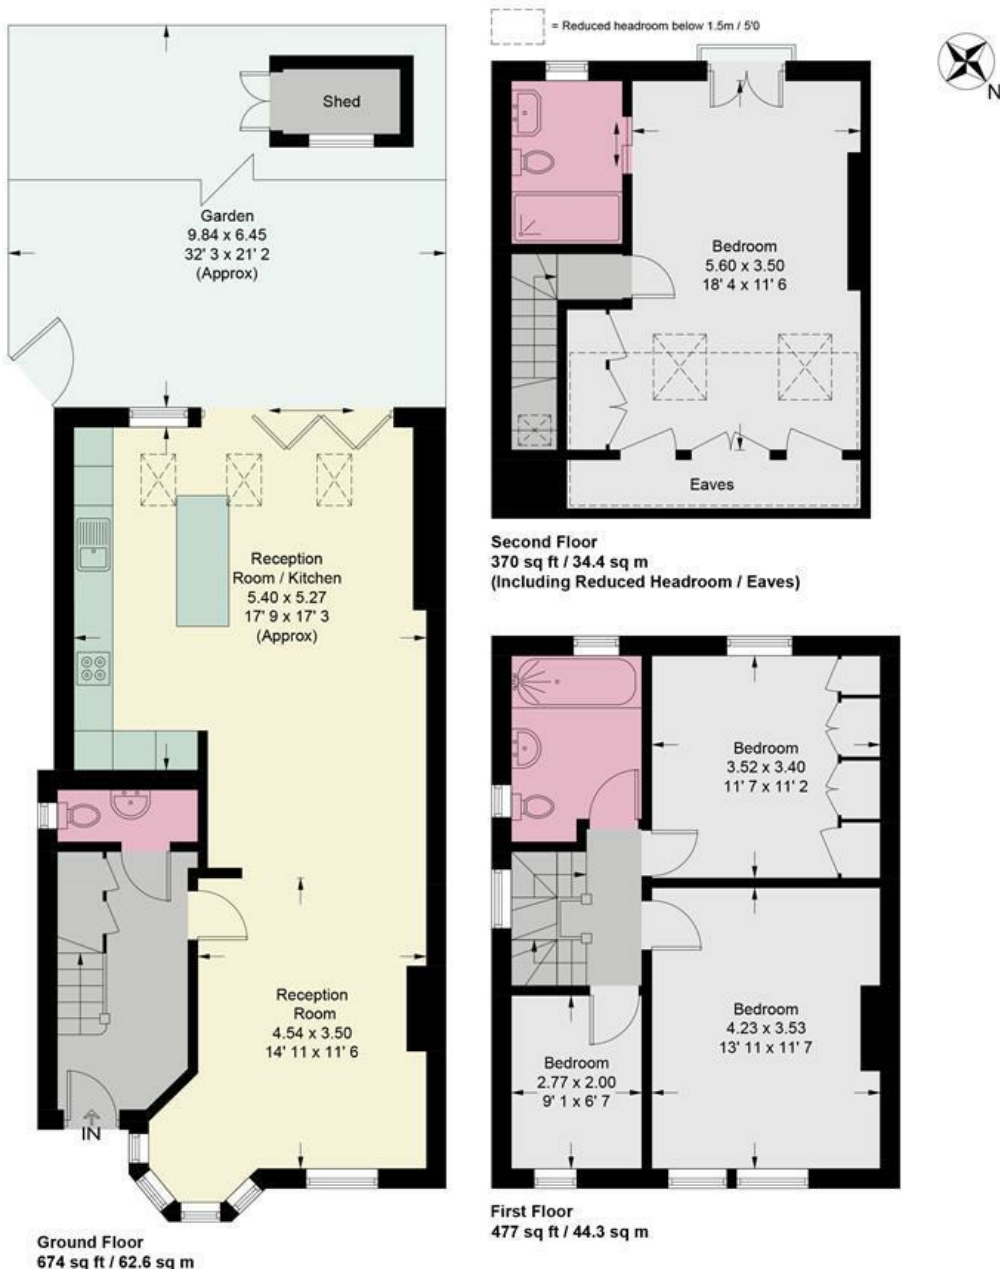 = Reduced headroom below 1.5m / 5'0
N
Shed
Garden
9.84 x 6.45
32' 3 x 21' 2
(Approx)
Reception
Room / Kitchen
5.40 x 5.27
17' 9 x 17' 3
(Approx)
Reception
Room
4.54 x 3.50
14' 11 x 11' 6
IN
Ground Floor
674 sq ft / 62.6 sq m
Bedroom
5.60 x 3.50
18' 4 x 11' 6
Eaves
Second Floor
370 sq ft / 34.4 sq m
(Including Reduced Headroom / Eaves)
Bedroom
3.52 x 3.40
11' 7 x 11' 2
Bedroom
4.23 x 3.53
13' 11 x 11' 7
Bedroom
2.77 x 2.00
9' 1 x 6' 7
First Floor
477 sq ft / 44.3 sq m